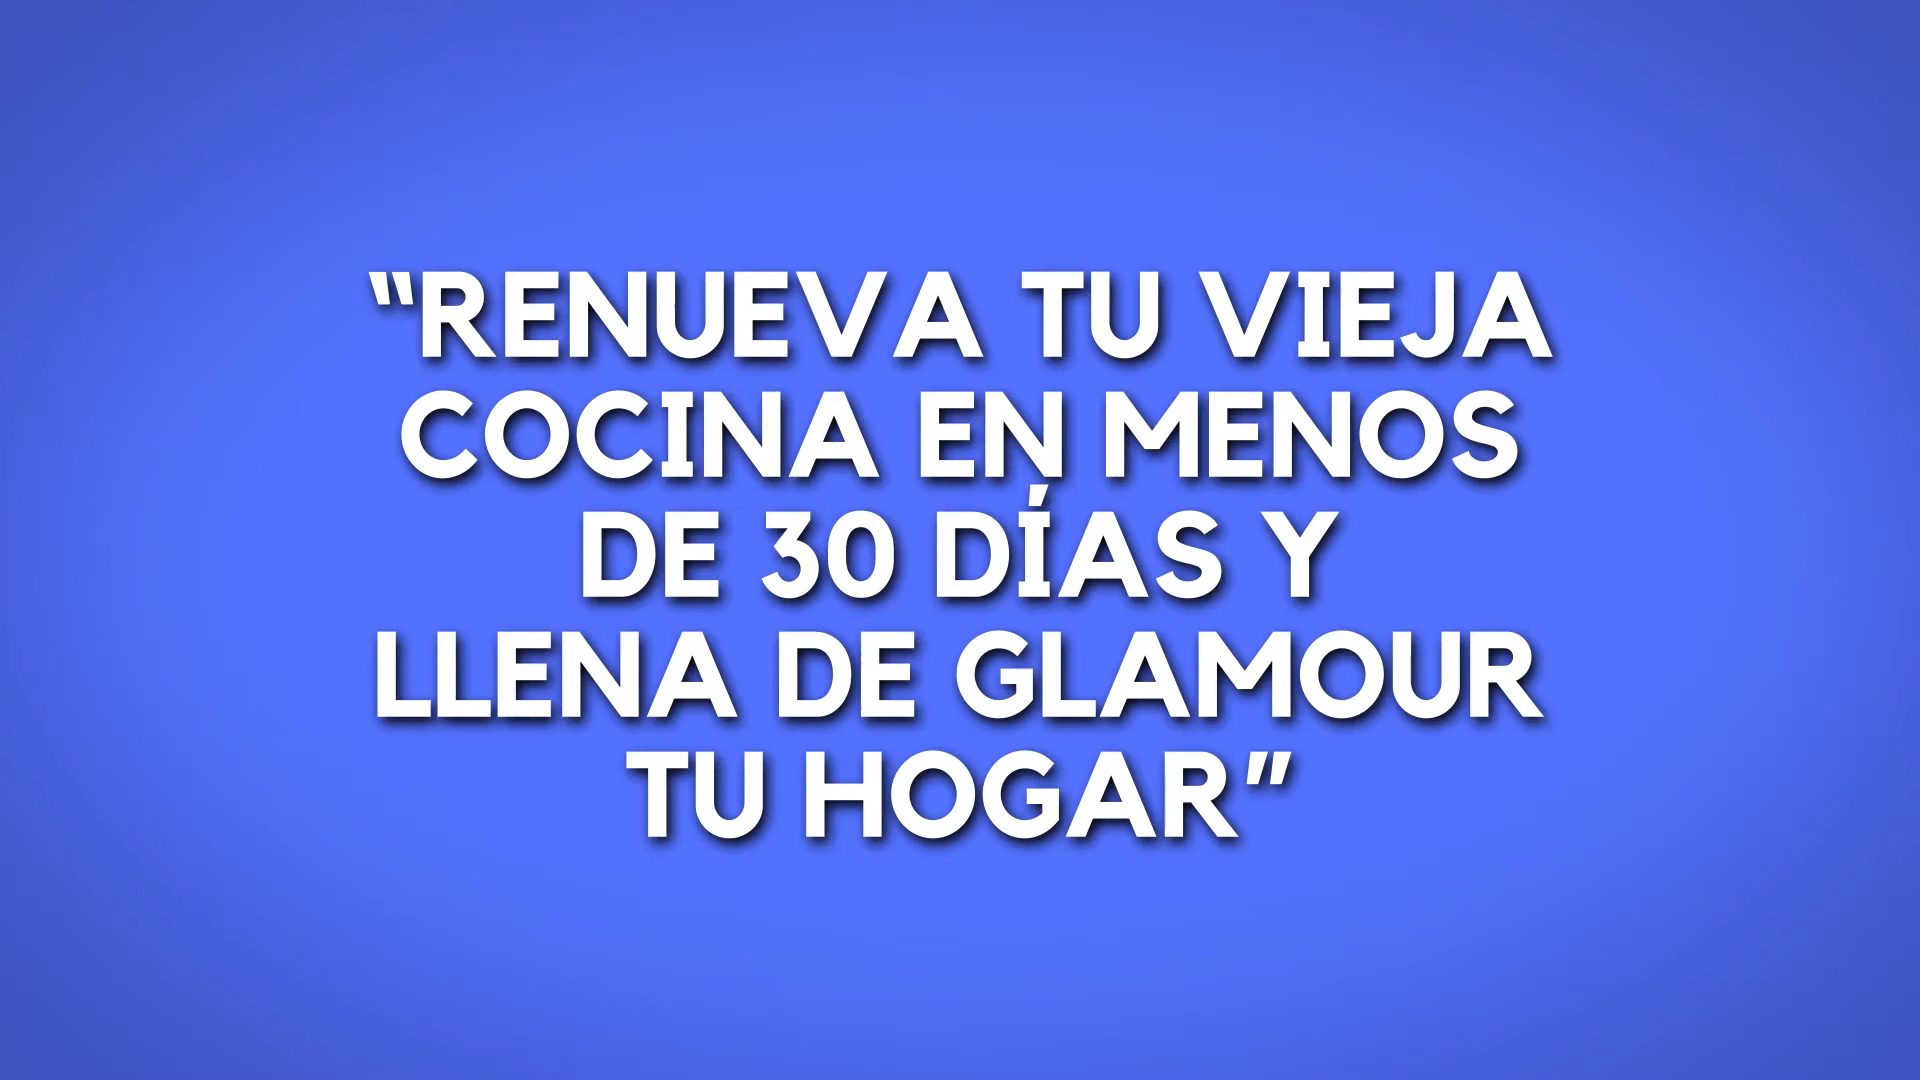 “RENUEVA TU VIEJA
COCINA EN MENOS
DE 30 DÍAS Y
LLENA DE GLAMOUR
TU HOGAR”